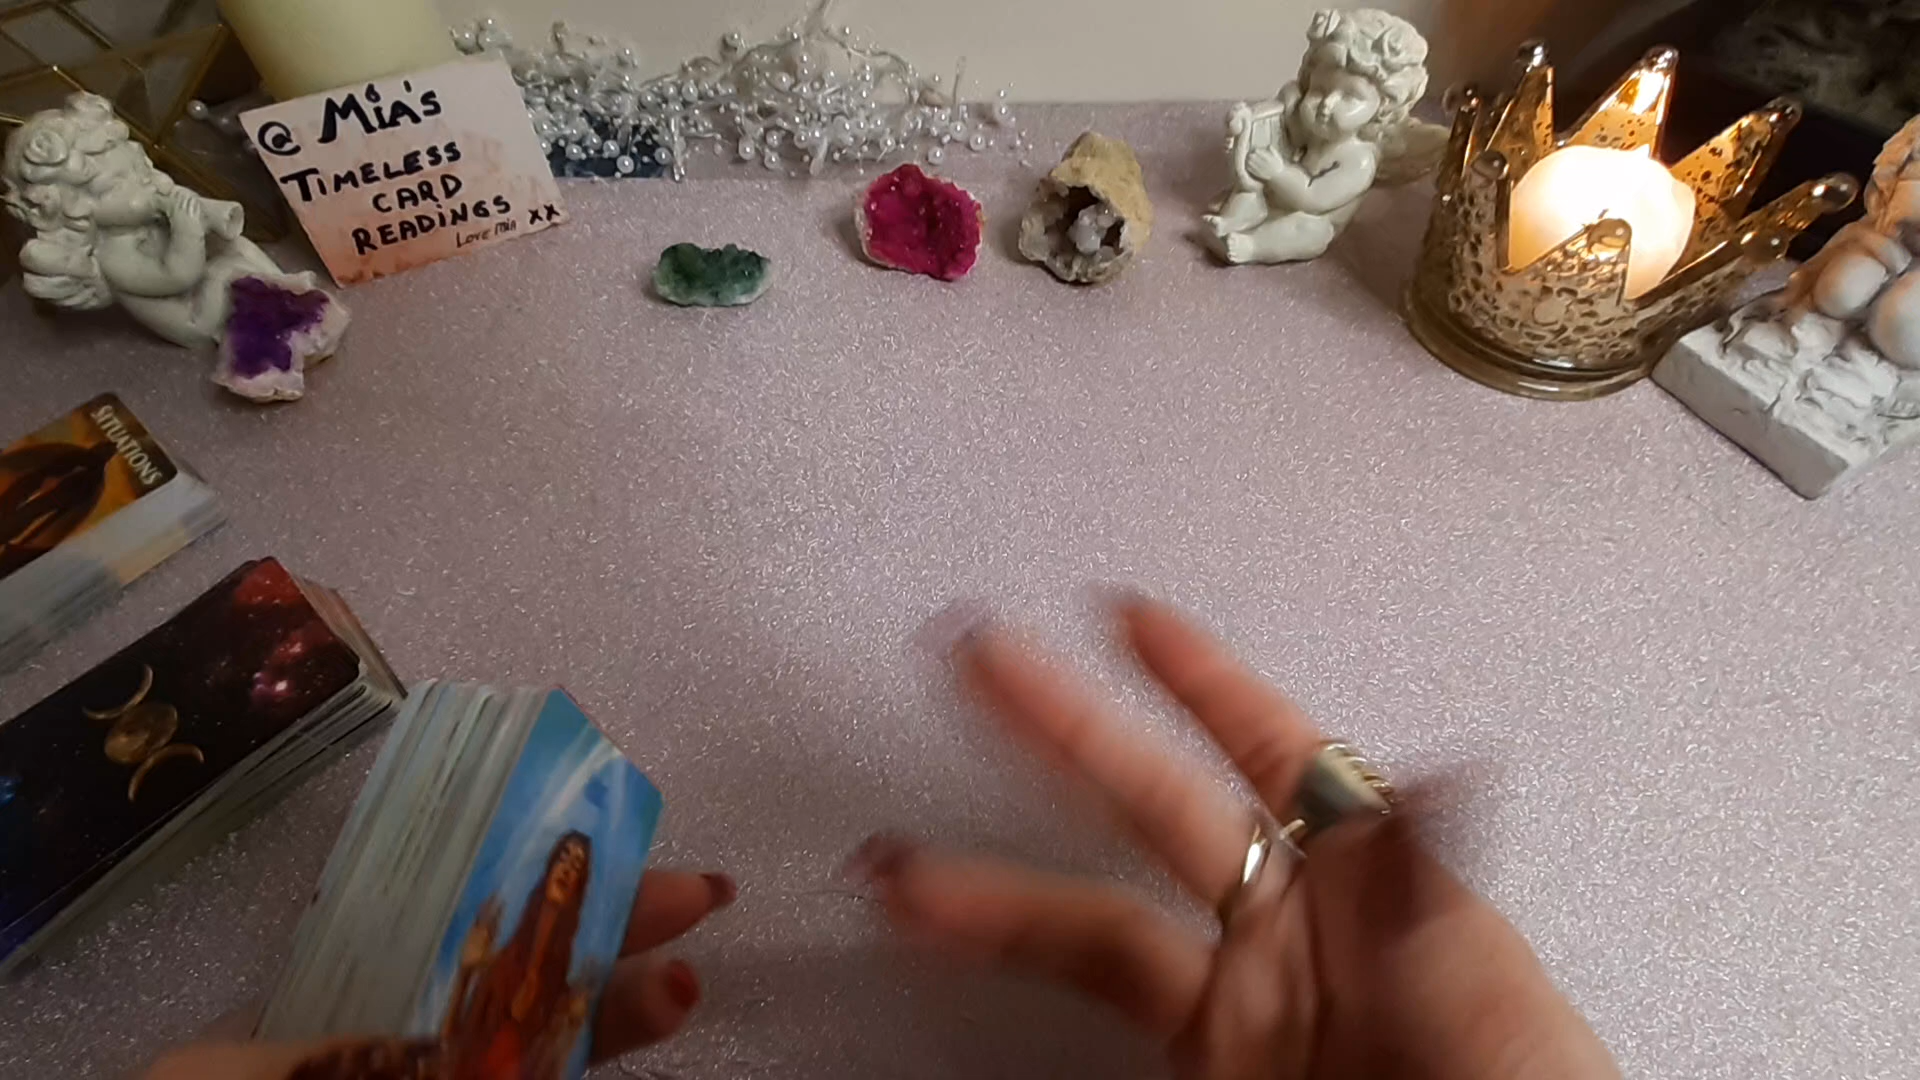 @ Mia's
TIMELESS
CARD
READINGS
Love Mia xx
SITUATIONS